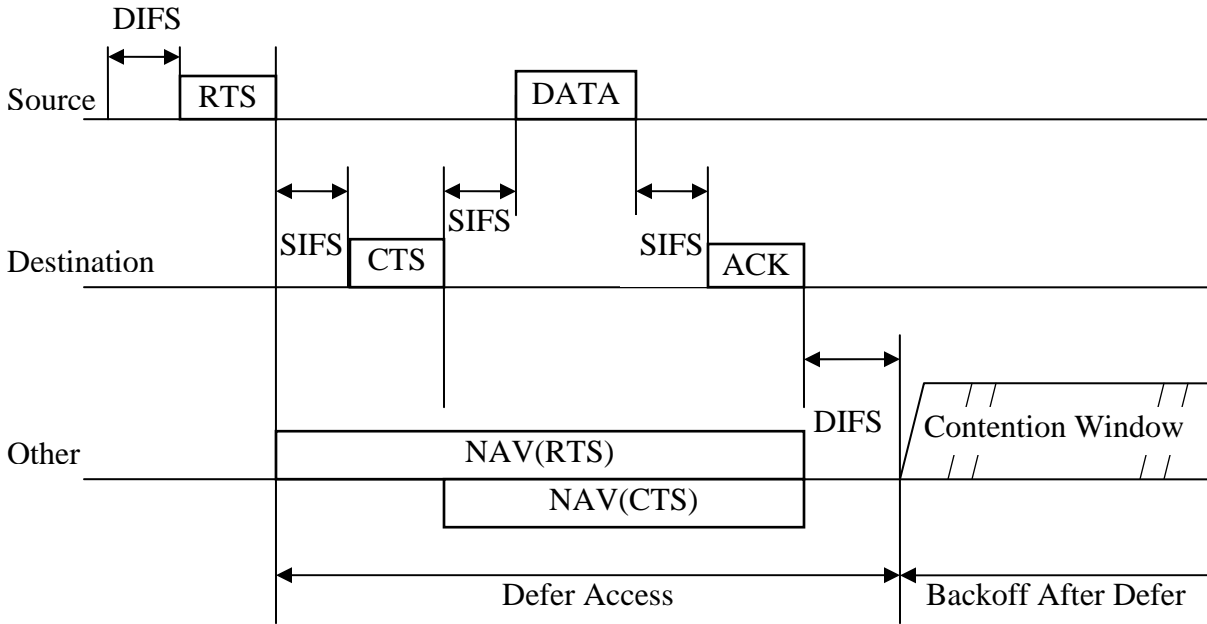 DIFS
Source
RTS
DATA
SIFS
SIFS
SIFS
Destination
CTS
ACK
DIFS
Contention Window
Other
NAV(RTS)
NAV(CTS)
Defer Access
Backoff After Defer